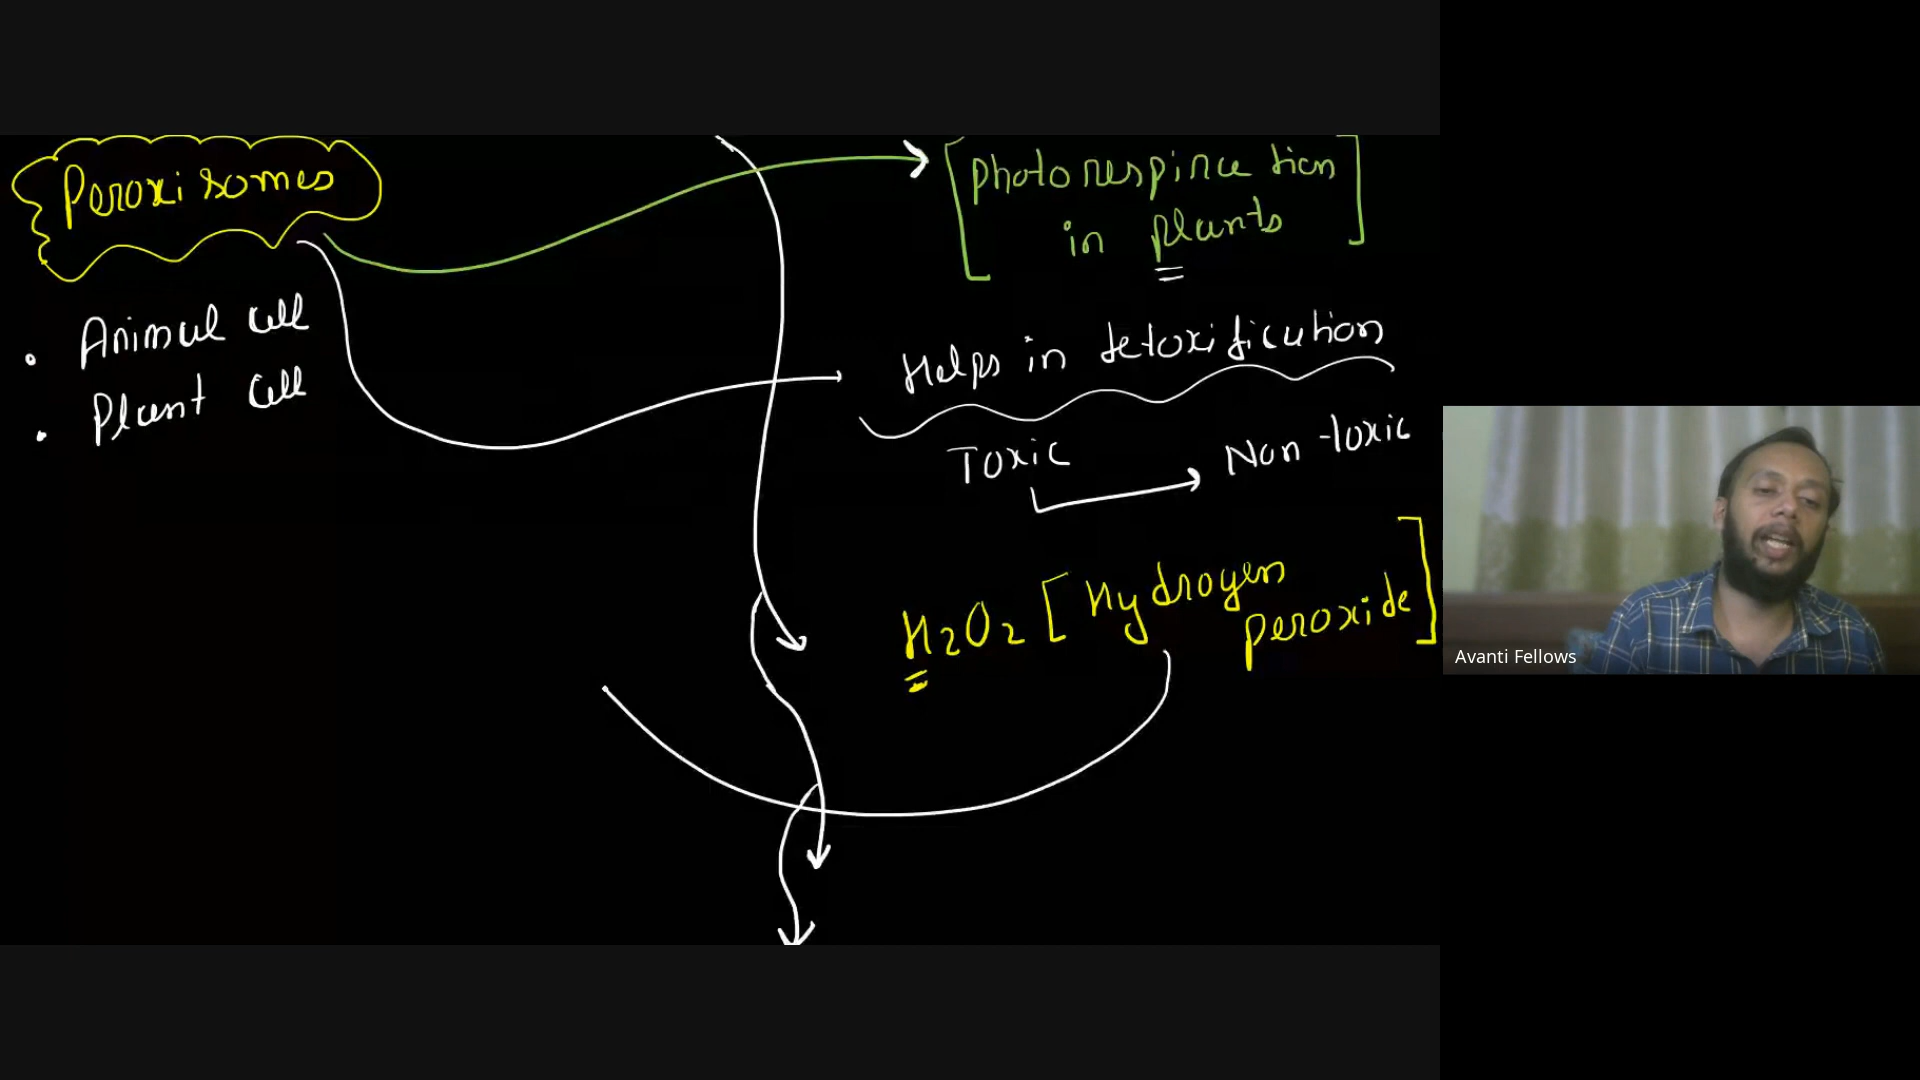 Peroxisomes
• Animal Cell
• Plant Cell
[Photorespiration
in plants]
Helps in detoxification
Toxic → Non-toxic
H2O2 [Hydrogen
peroxide]
Avanti Fellows